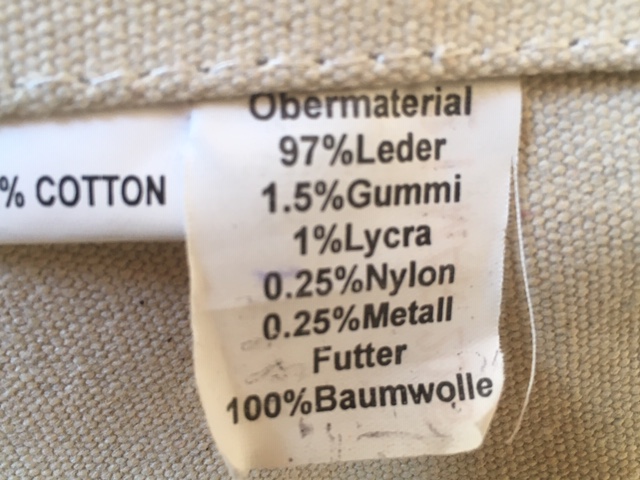 % COTTON
Obermaterial
97%Leder
1.5%Gummi
1%Lycra
0.25%Nylon
0.25%Metall
Futter
100%Baumwolle